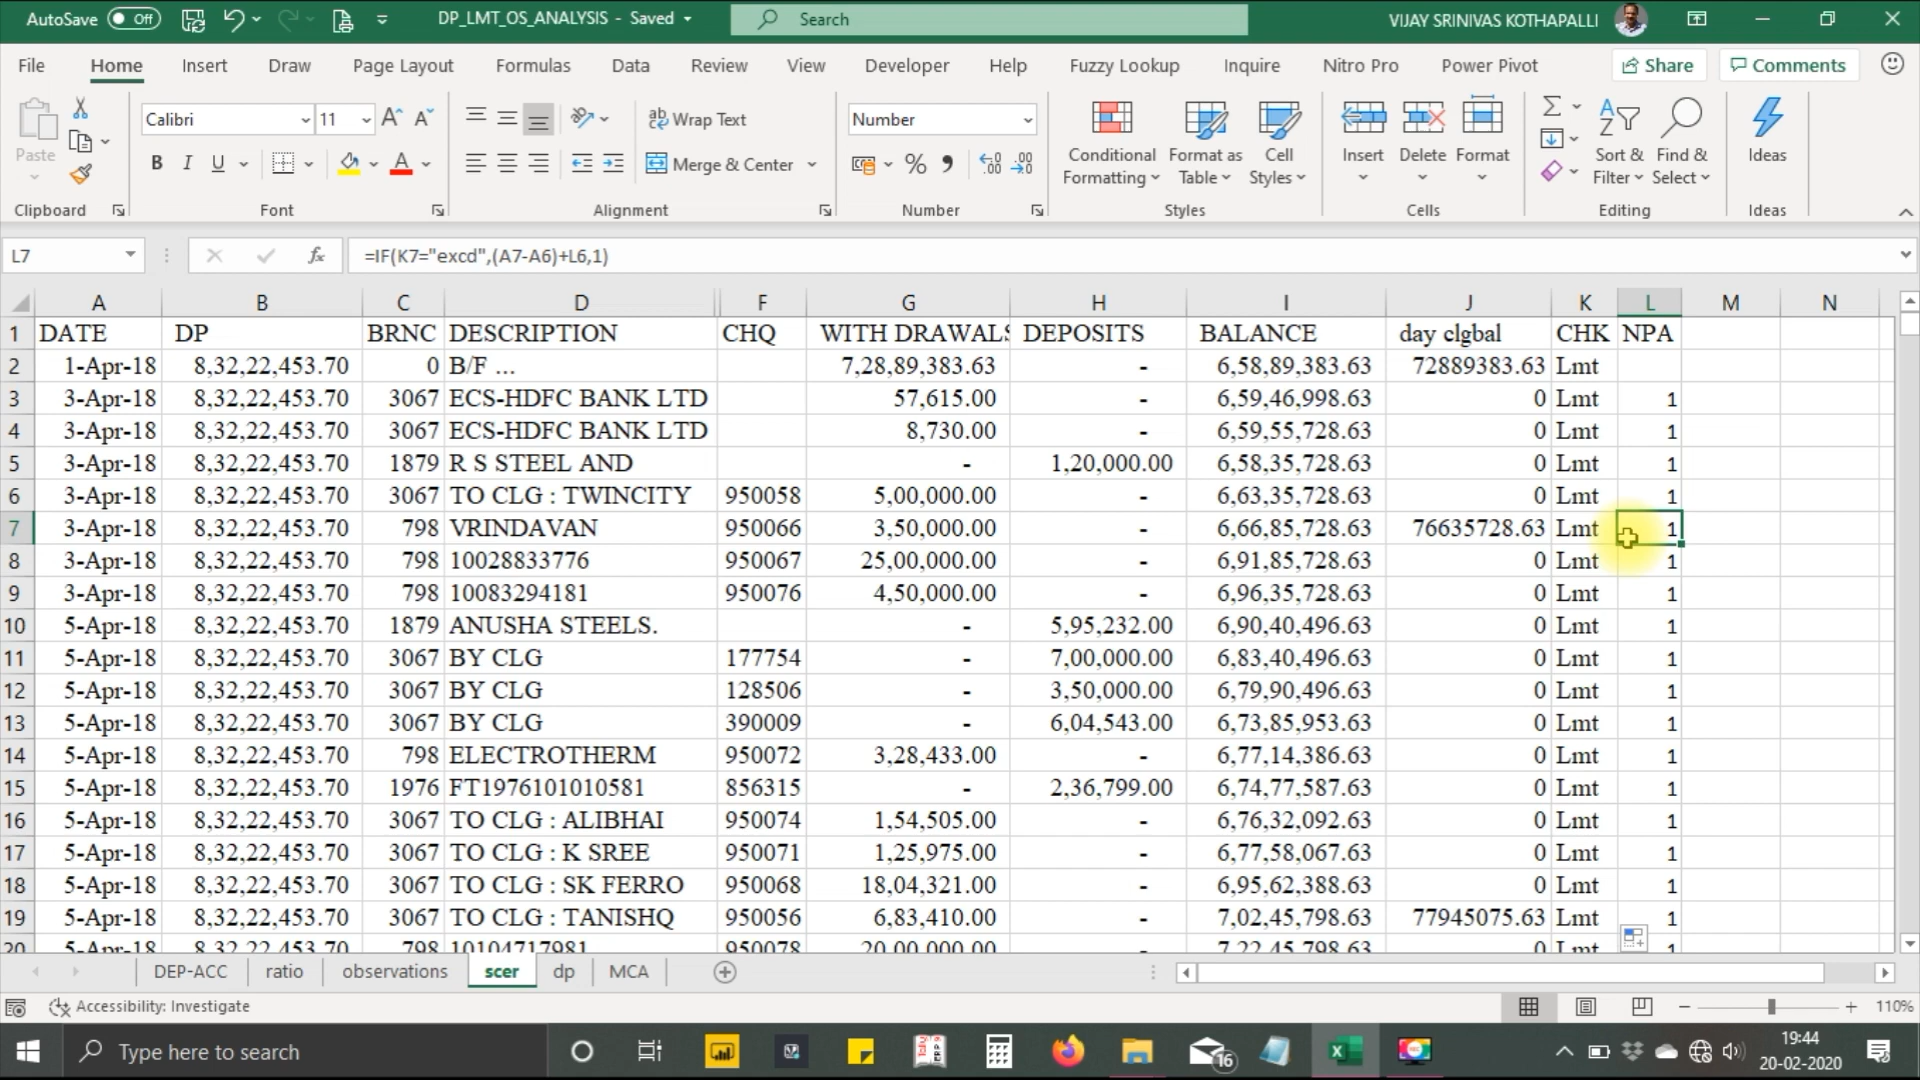 AutoSave Off DP_LMT_OS_ANALYSIS - Saved Search VIJAY SRINIVAS KOTHAPALLI
File Home Insert Draw Page Layout Formulas Data Review View Developer Help Fuzzy Lookup Inquire Nitro Pro Power Pivot Share Comments
Calibri 11 Wrap Text Number
Paste B I U Merge & Center % Conditional Formatting Format as Table Cell Styles Insert Delete Format Sort & Filter Find & Select Ideas
Clipboard Font Alignment Number Styles Cells Editing Ideas
L7 fx =IF(K7="excd",(A7-A6)+L6,1)
A B C D F G H I J K L M N
1 DATE DP BRNC DESCRIPTION CHQ WITH DRAWALS DEPOSITS BALANCE day clgbal CHK NPA
2 1-Apr-18 8,32,22,453.70 0 B/F ... 7,28,89,383.63 - 6,58,89,383.63 72889383.63 Lmt
3 3-Apr-18 8,32,22,453.70 3067 ECS-HDFC BANK LTD 57,615.00 - 6,59,46,998.63 0 Lmt 1
4 3-Apr-18 8,32,22,453.70 3067 ECS-HDFC BANK LTD 8,730.00 - 6,59,55,728.63 0 Lmt 1
5 3-Apr-18 8,32,22,453.70 1879 R S STEEL AND - 1,20,000.00 6,58,35,728.63 0 Lmt 1
6 3-Apr-18 8,32,22,453.70 3067 TO CLG : TWINCITY 950058 5,00,000.00 - 6,63,35,728.63 0 Lmt 1
7 3-Apr-18 8,32,22,453.70 798 VRINDAVAN 950066 3,50,000.00 - 6,66,85,728.63 76635728.63 Lmt 1
8 3-Apr-18 8,32,22,453.70 798 10028833776 950067 25,00,000.00 - 6,91,85,728.63 0 Lmt 1
9 3-Apr-18 8,32,22,453.70 798 10083294181 950076 4,50,000.00 - 6,96,35,728.63 0 Lmt 1
10 5-Apr-18 8,32,22,453.70 1879 ANUSHA STEELS. - 5,95,232.00 6,90,40,496.63 0 Lmt 1
11 5-Apr-18 8,32,22,453.70 3067 BY CLG 177754 - 7,00,000.00 6,83,40,496.63 0 Lmt 1
12 5-Apr-18 8,32,22,453.70 3067 BY CLG 128506 - 3,50,000.00 6,79,90,496.63 0 Lmt 1
13 5-Apr-18 8,32,22,453.70 3067 BY CLG 390009 - 6,04,543.00 6,73,85,953.63 0 Lmt 1
14 5-Apr-18 8,32,22,453.70 798 ELECTROTHERM 950072 3,28,433.00 - 6,77,14,386.63 0 Lmt 1
15 5-Apr-18 8,32,22,453.70 1976 FT1976101010581 856315 - 2,36,799.00 6,74,77,587.63 0 Lmt 1
16 5-Apr-18 8,32,22,453.70 3067 TO CLG : ALIBHAI 950074 1,54,505.00 - 6,76,32,092.63 0 Lmt 1
17 5-Apr-18 8,32,22,453.70 3067 TO CLG : K SREE 950071 1,25,975.00 - 6,77,58,067.63 0 Lmt 1
18 5-Apr-18 8,32,22,453.70 3067 TO CLG : SK FERRO 950068 18,04,321.00 - 6,95,62,388.63 0 Lmt 1
19 5-Apr-18 8,32,22,453.70 3067 TO CLG : TANISHQ 950056 6,83,410.00 - 7,02,45,798.63 77945075.63 Lmt 1
20 5-Apr-18 8,32,22,453.70 798 10104717981 950078 20,00,000.00 - 7,22,45,798.63 0 Lmt 1
DEP-ACC ratio observations scer dp MCA
Accessibility: Investigate 110%
Type here to search 16 19:44
20-02-2020